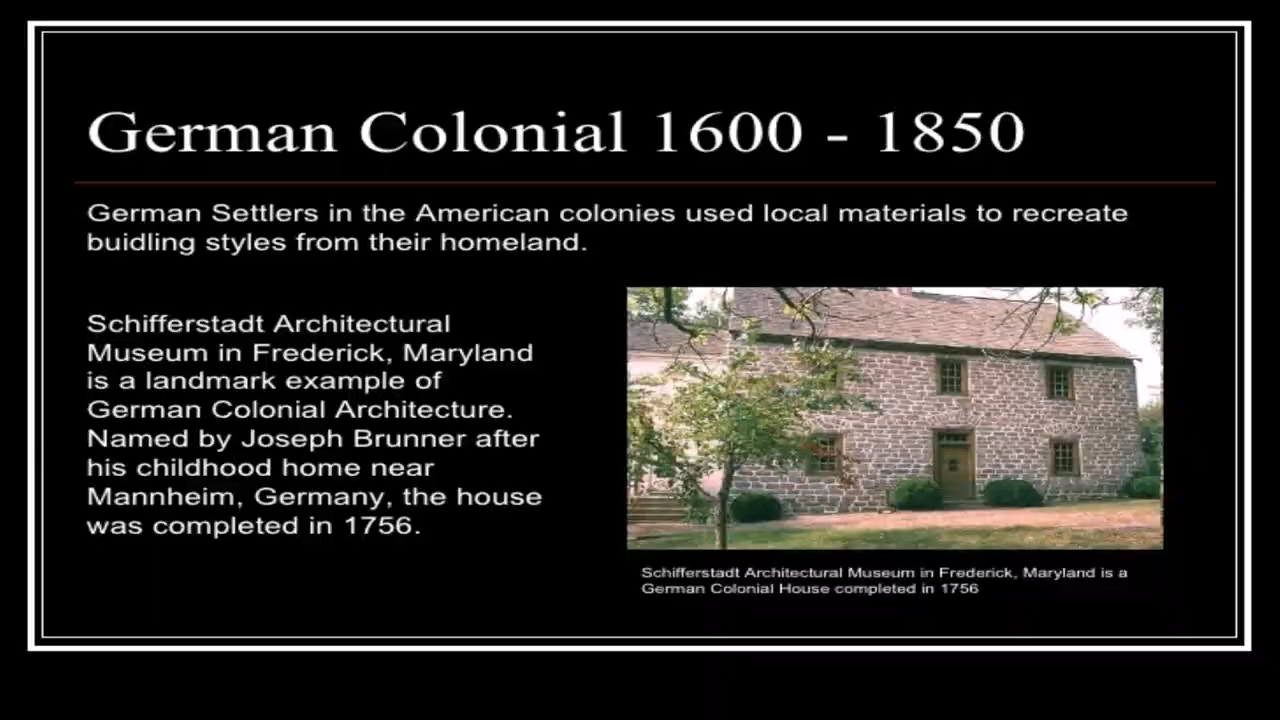 German Colonial 1600 - 1850
German Settlers in the American colonies used local materials to recreate
buidling styles from their homeland.
Schifferstadt Architectural
Museum in Frederick, Maryland
is a landmark example of
German Colonial Architecture.
Named by Joseph Brunner after
his childhood home near
Mannheim, Germany, the house
was completed in 1756.
Schifferstadt Architectural Museum in Frederick, Maryland is a
German Colonial House completed in 1756